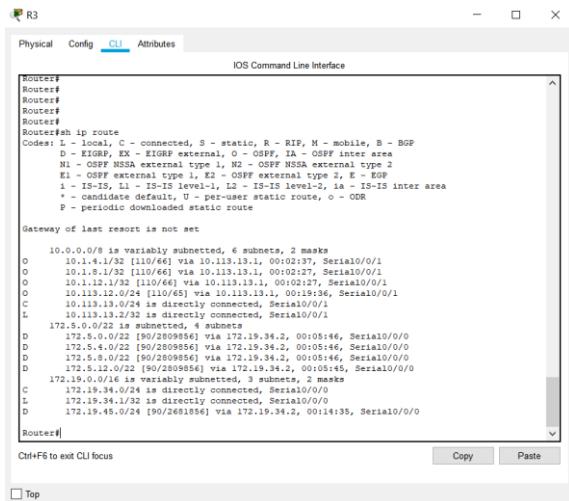 R3
Physical Config CLI Attributes
IOS Command Line Interface
Router#
Router#
Router#
Router#
Router#
Router#sh ip route
Codes: L - local, C - connected, S - static, R - RIP, M - mobile, B - BGP
D - EIGRP, EX - EIGRP external, O - OSPF, IA - OSPF inter area
N1 - OSPF NSSA external type 1, N2 - OSPF NSSA external type 2
E1 - OSPF external type 1, E2 - OSPF external type 2, E - EGP
i - IS-IS, L1 - IS-IS level-1, L2 - IS-IS level-2, ia - IS-IS inter area
* - candidate default, U - per-user static route, o - ODR
P - periodic downloaded static route
Gateway of last resort is not set
10.0.0.0/8 is variably subnetted, 6 subnets, 2 masks
O 10.1.4.1/32 [110/66] via 10.113.13.1, 00:02:37, Serial0/0/1
O 10.1.8.1/32 [110/66] via 10.113.13.1, 00:02:27, Serial0/0/1
O 10.1.12.1/32 [110/66] via 10.113.13.1, 00:02:27, Serial0/0/1
O 10.113.12.0/24 [110/65] via 10.113.13.1, 00:19:36, Serial0/0/1
C 10.113.13.0/24 is directly connected, Serial0/0/1
L 10.113.13.2/32 is directly connected, Serial0/0/1
172.5.0.0/22 is subnetted, 4 subnets
D 172.5.0.0/22 [90/2809856] via 172.19.34.2, 00:05:46, Serial0/0/0
D 172.5.4.0/22 [90/2809856] via 172.19.34.2, 00:05:46, Serial0/0/0
D 172.5.8.0/22 [90/2809856] via 172.19.34.2, 00:05:46, Serial0/0/0
D 172.5.12.0/22 [90/2809856] via 172.19.34.2, 00:05:45, Serial0/0/0
172.19.0.0/16 is variably subnetted, 3 subnets, 2 masks
C 172.19.34.0/24 is directly connected, Serial0/0/0
L 172.19.34.1/32 is directly connected, Serial0/0/0
D 172.19.45.0/24 [90/2681856] via 172.19.34.2, 00:14:35, Serial0/0/0
Router#
Ctrl+F6 to exit CLI focus Copy Paste
Top